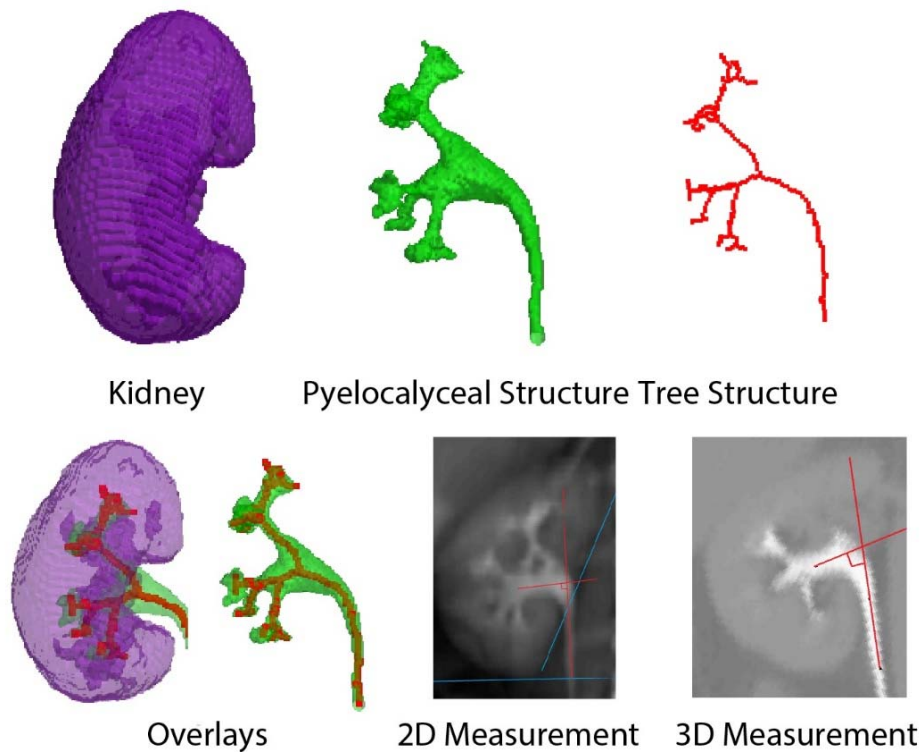 Kidney
Pyelocalyceal Structure Tree Structure
Overlays
2D Measurement
3D Measurement